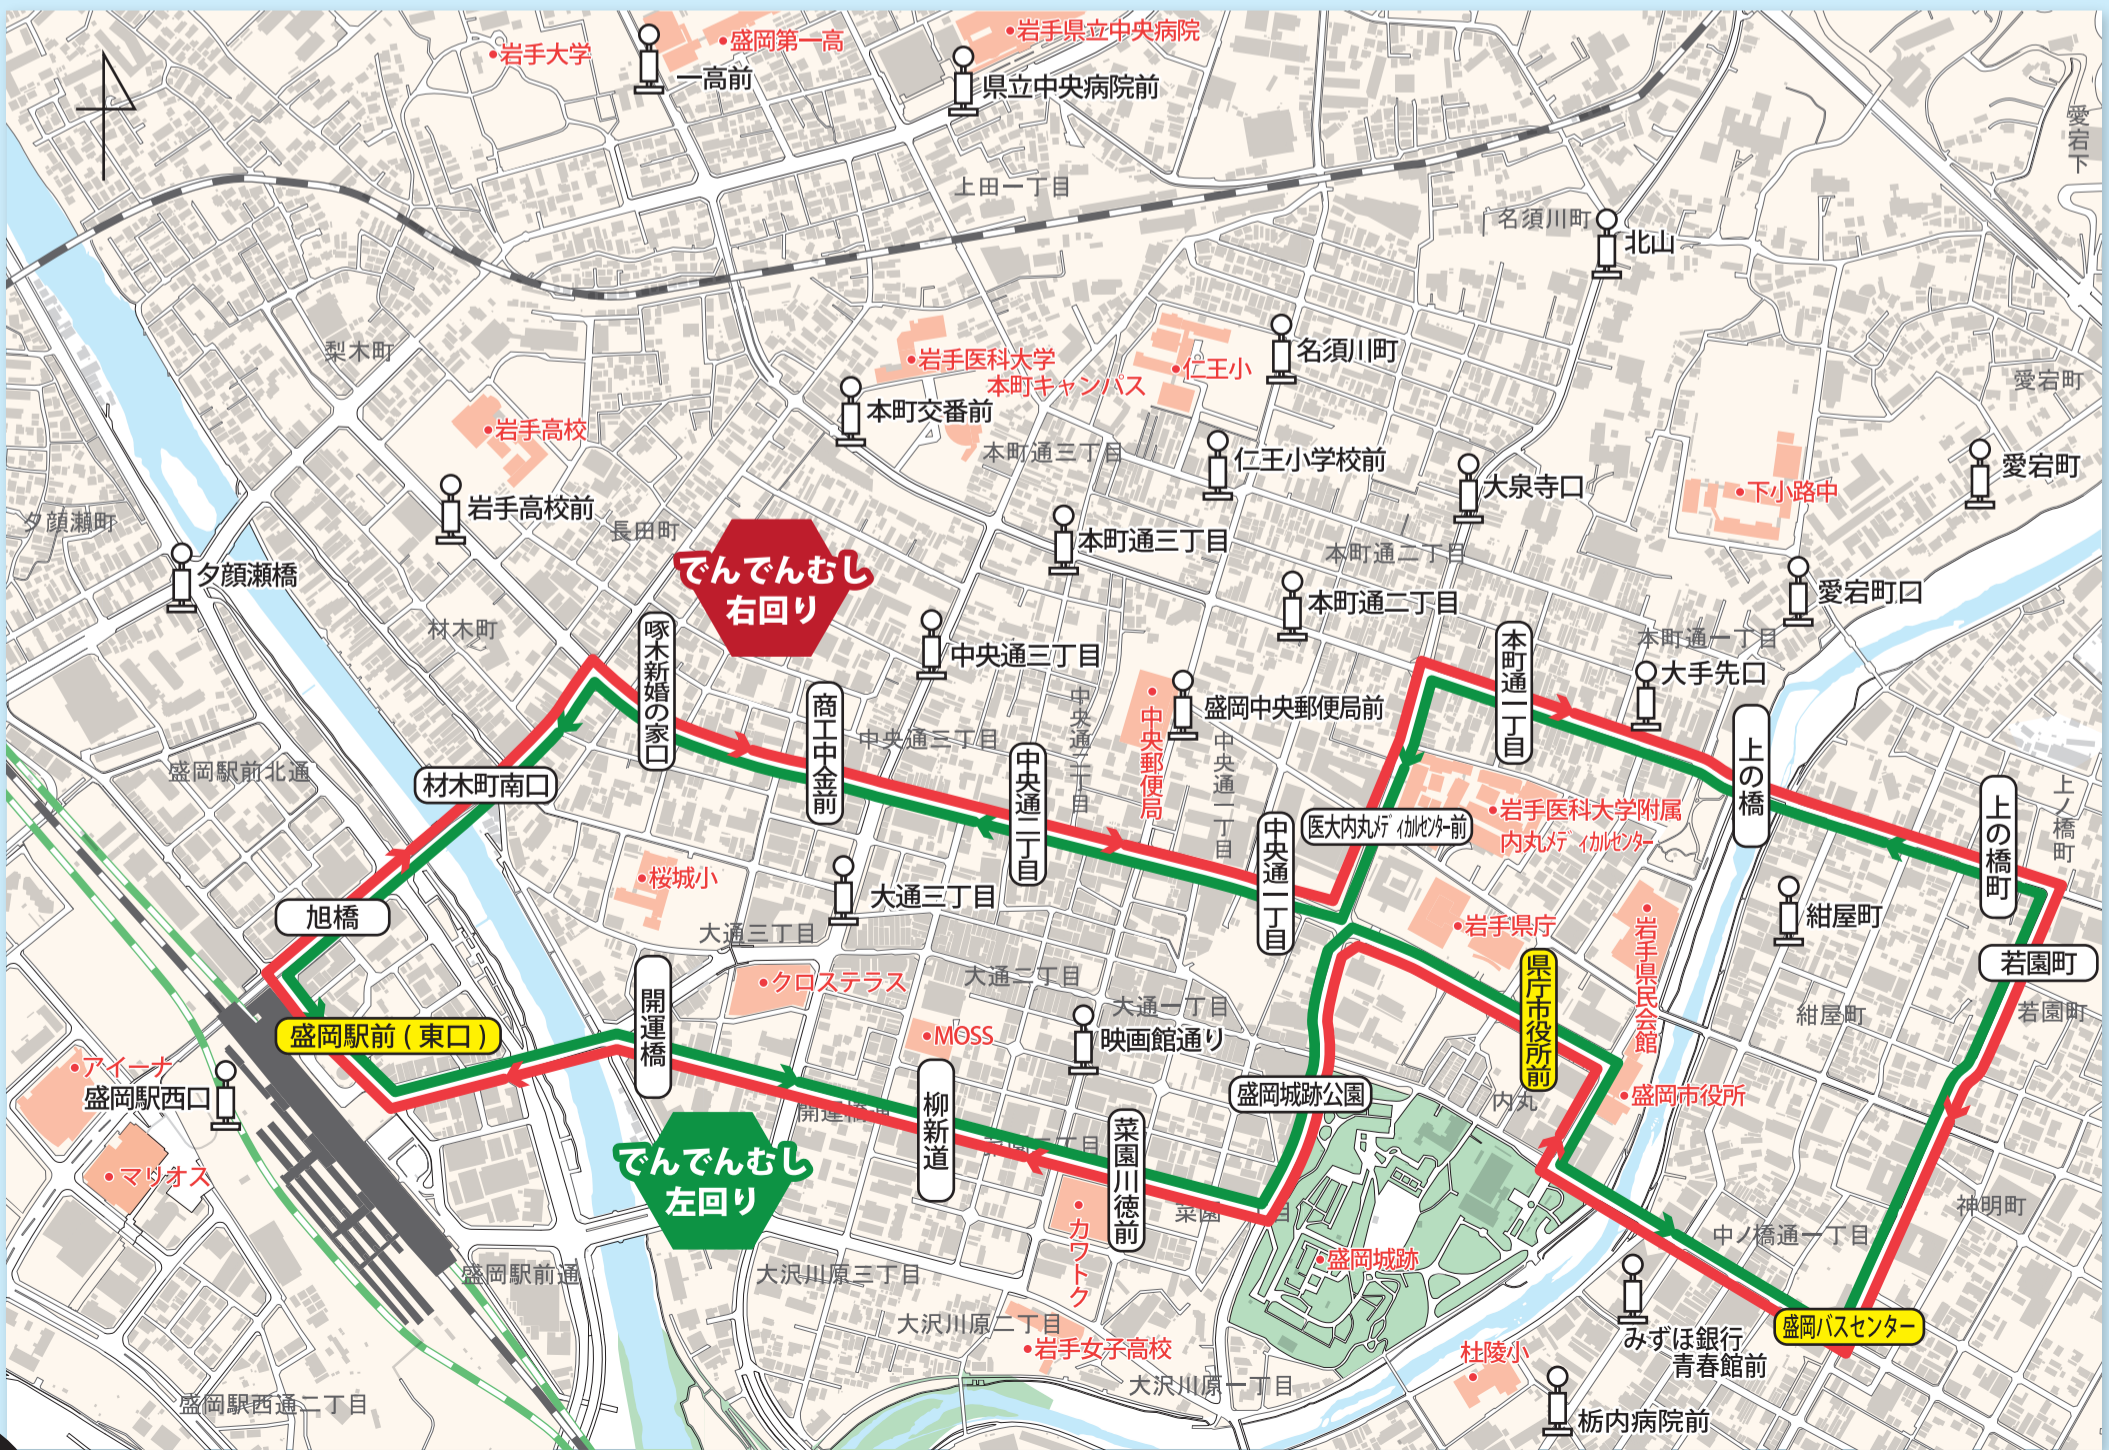 岩手大学
盛岡第一高
岩手県立中央病院
一高前
県立中央病院前
愛宕下
上田一丁目
名須川町
北山
梨木町
岩手医科大学
本町キャンパス
仁王小
名須川町
愛宕町
本町交番前
岩手高校
本町通三丁目
仁王小学校前
大泉寺口
下小路中
愛宕町
夕顔瀬町
岩手高校前
長田町
本町通三丁目
本町通二丁目
夕顔瀬橋
でんでんむし
右回り
本町通二丁目
愛宕町口
材木町
啄木新婚の家口
中央通三丁目
本町通一丁目
本町通一丁目
大手先口
商工中金前
中央通三丁目
中央通二丁目
中央通二丁目
中央郵便局
盛岡中央郵便局前
中央通一丁目
上の橋
盛岡駅前北通
材木町南口
中央通一丁目
医大内丸メディカルセンター前
岩手医科大学附属
内丸メディカルセンター
上の橋町
上ノ橋町
桜城小
大通三丁目
旭橋
大通三丁目
岩手県庁
岩手県民会館
紺屋町
若園町
開運橋
クロステラス
大通二丁目
大通一丁目
県庁市役所前
紺屋町
若園町
盛岡駅前(東口)
MOSS
映画館通り
アイーナ
盛岡駅西口
柳新道
盛岡城跡公園
内丸
盛岡市役所
開運橋通
菜園二丁目
菜園川徳前
でんでんむし
左回り
マリオス
カワトク
盛岡城跡
中ノ橋通一丁目
神明町
盛岡駅前通
大沢川原三丁目
大沢川原二丁目
岩手女子高校
みずほ銀行
青春館前
盛岡バスセンター
杜陵小
大沢川原一丁目
盛岡駅西通二丁目
栃内病院前